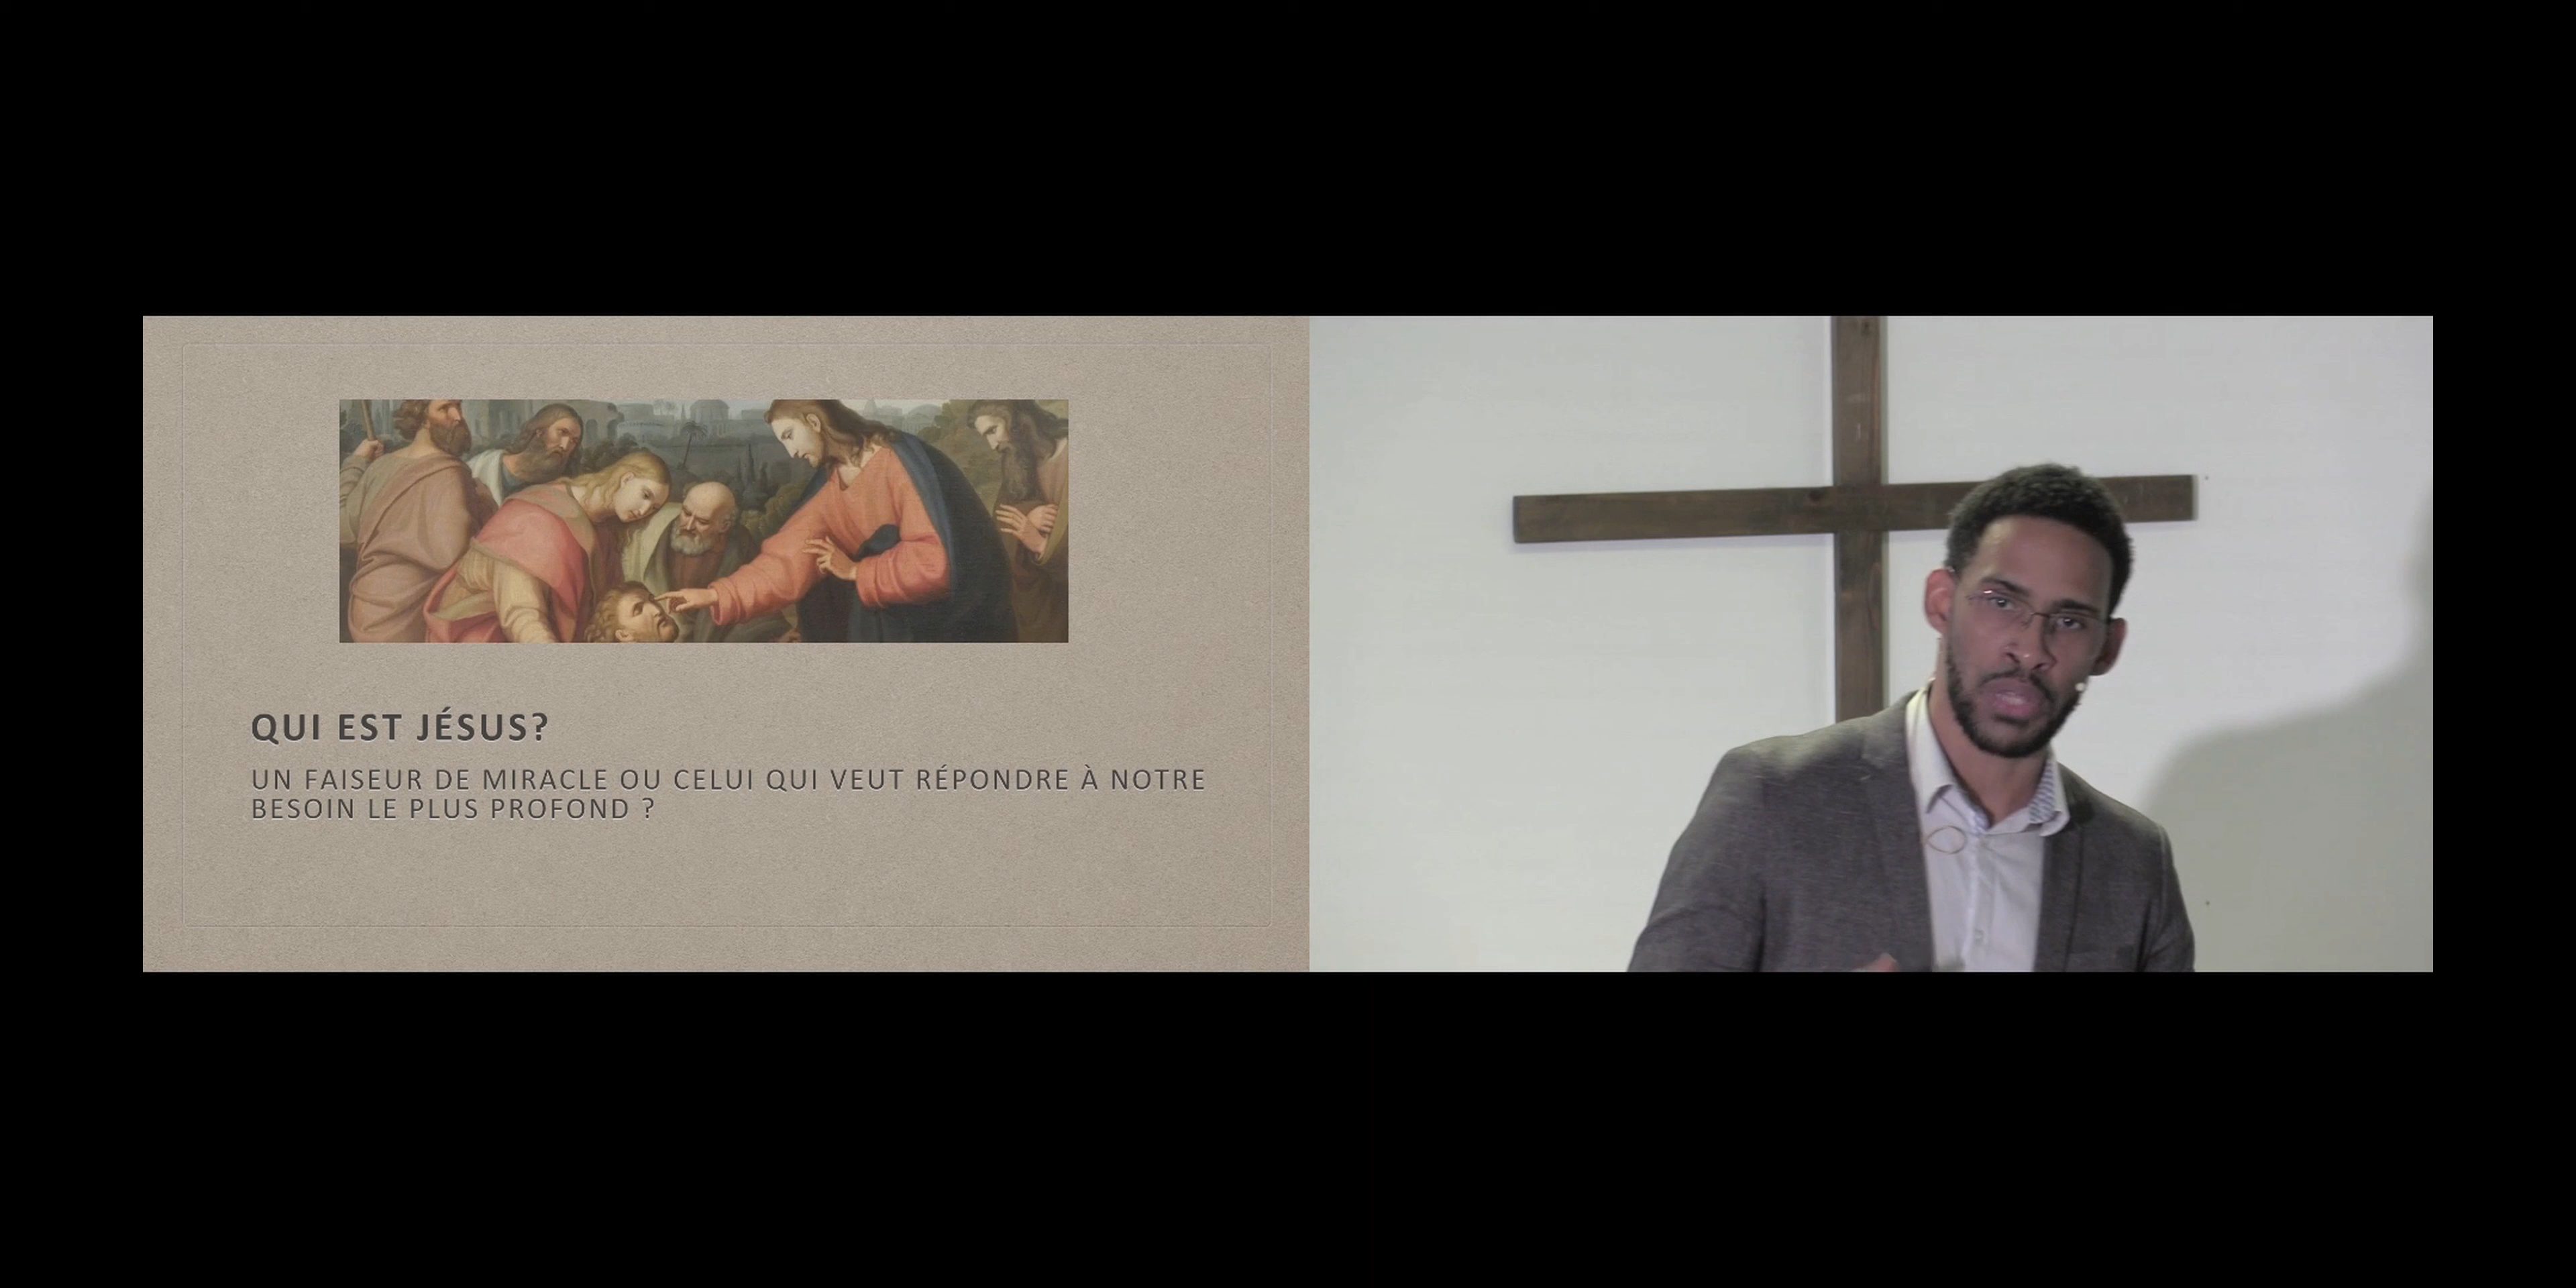 QUI EST JÉSUS?
UN FAISEUR DE MIRACLE OU CELUI QUI VEUT RÉPONDRE À NOTRE
BESOIN LE PLUS PROFOND ?